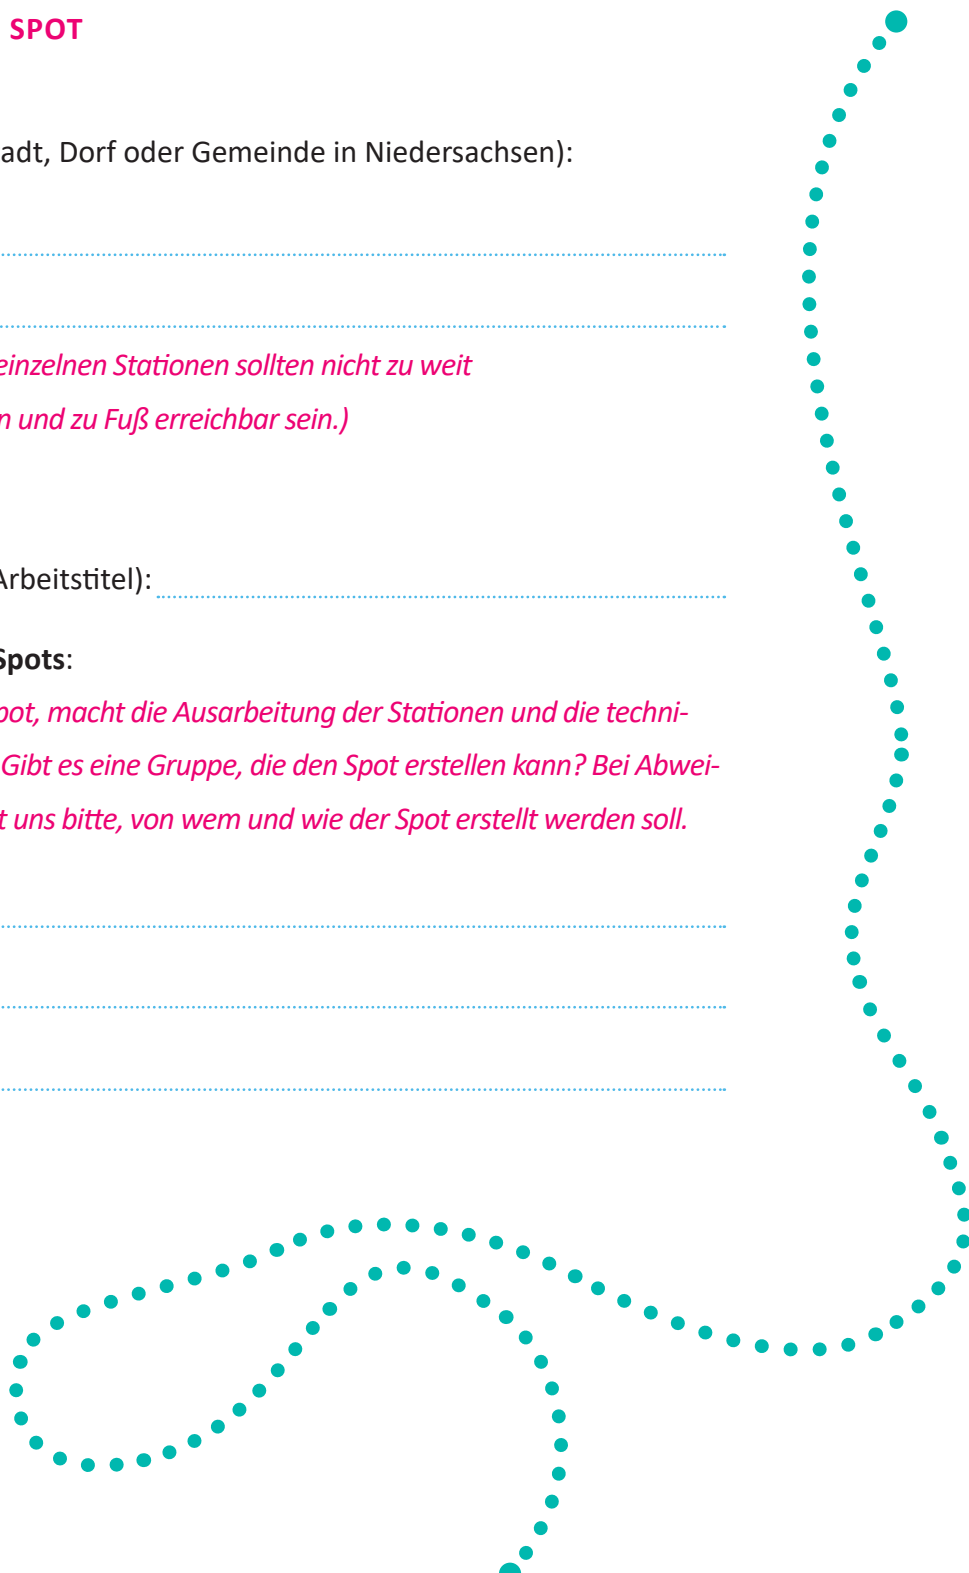 SPOT
adt, Dorf oder Gemeinde in Niedersachsen):
einzelnen Stationen sollten nicht zu weit
n und zu Fuß erreichbar sein.)
Arbeitstitel):
Spots:
pot, macht die Ausarbeitung der Stationen und die techni-
Gibt es eine Gruppe, die den Spot erstellen kann? Bei Abwei-
t uns bitte, von wem und wie der Spot erstellt werden soll.